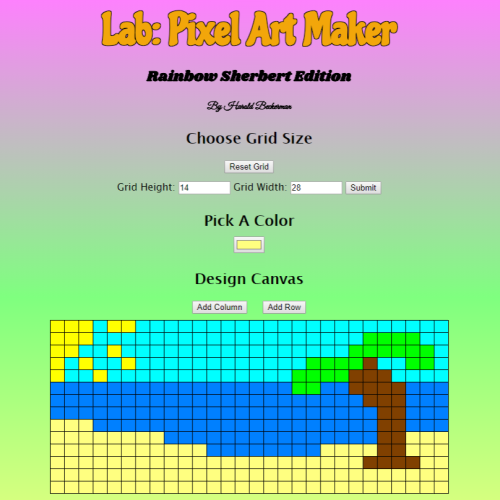 Lab: Pixel Art Maker
Rainbow Sherbert Edition
By Harald Beckerman
Choose Grid Size
Reset Grid
Grid Height: 14 Grid Width: 28 Submit
Pick A Color
Design Canvas
Add Column Add Row